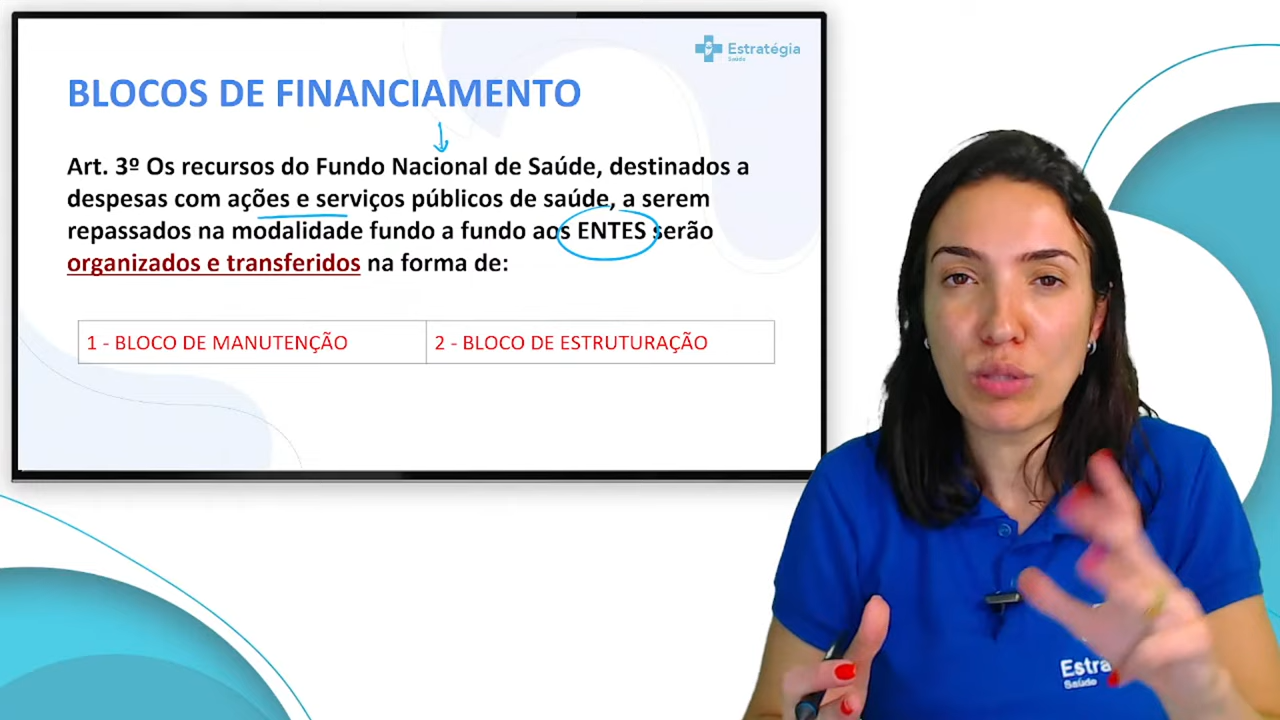 Estratégia
Saúde
BLOCOS DE FINANCIAMENTO
Art. 3º Os recursos do Fundo Nacional de Saúde, destinados a
despesas com ações e serviços públicos de saúde, a serem
repassados na modalidade fundo a fundo aos ENTES serão
organizados e transferidos na forma de:
1 - BLOCO DE MANUTENÇÃO
2 - BLOCO DE ESTRUTURAÇÃO
Estra
Saúde